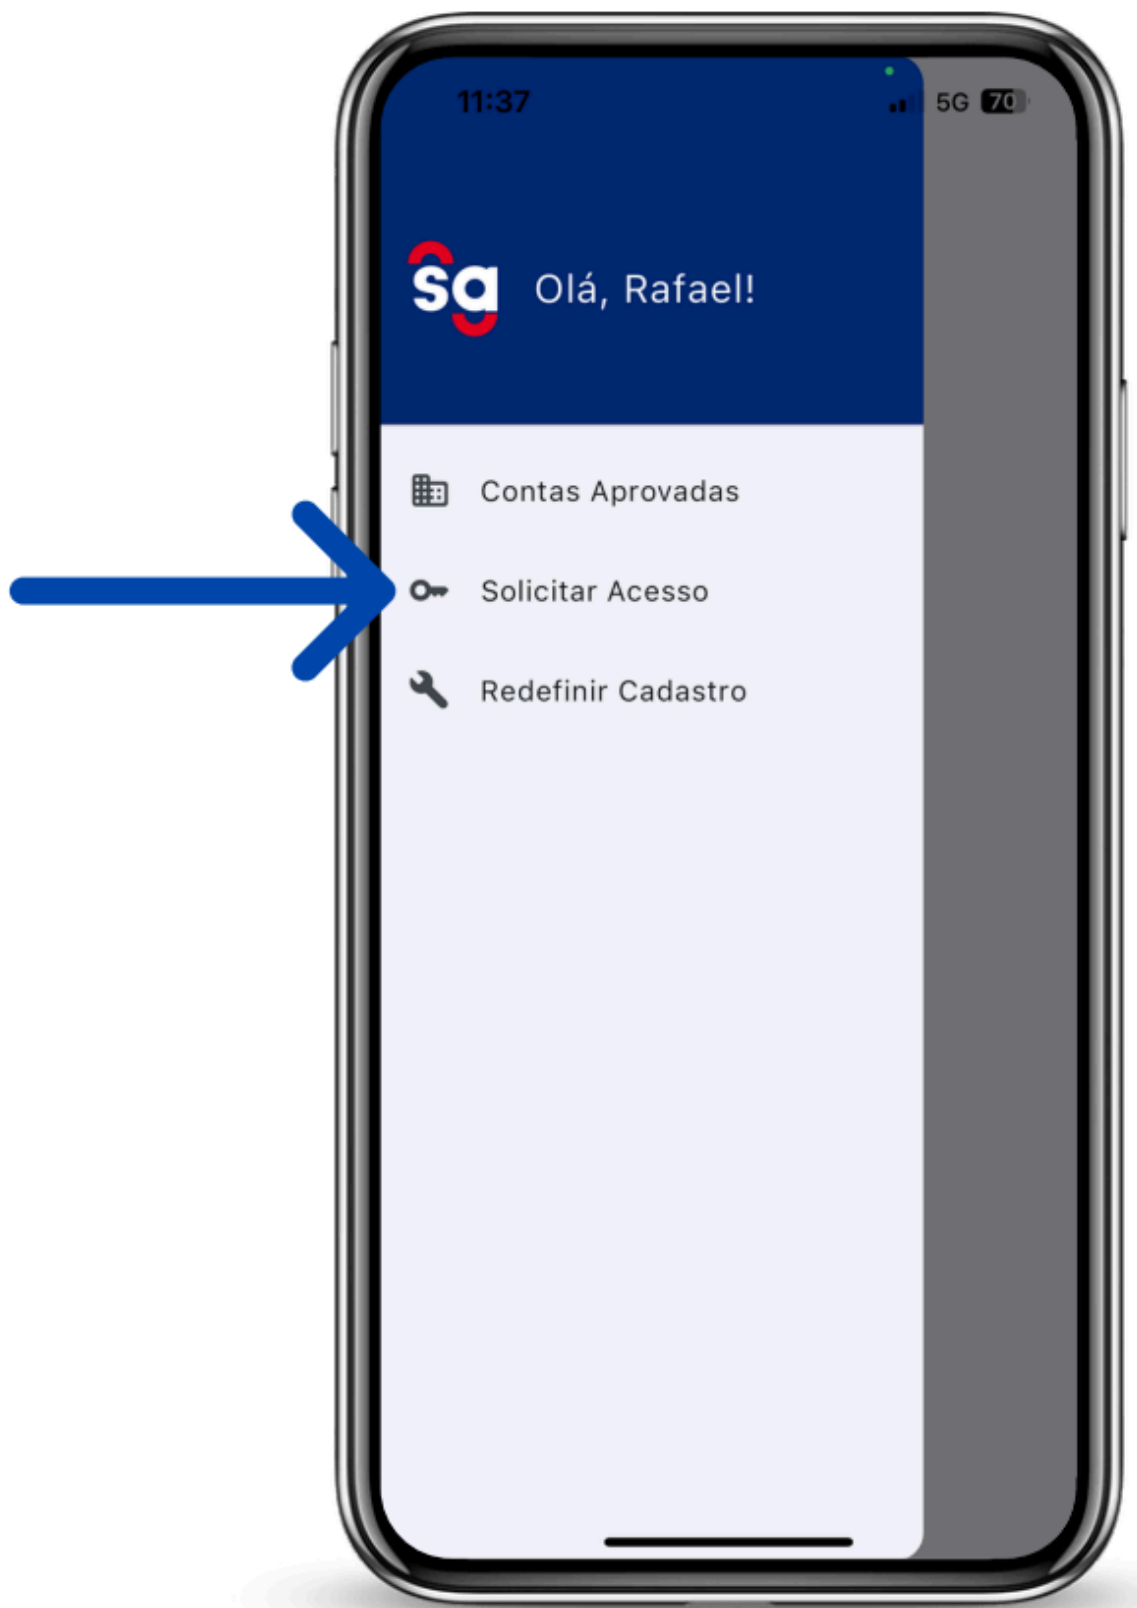 11:37
5G 70
sg
Olá, Rafael!
Contas Aprovadas
Solicitar Acesso
Redefinir Cadastro